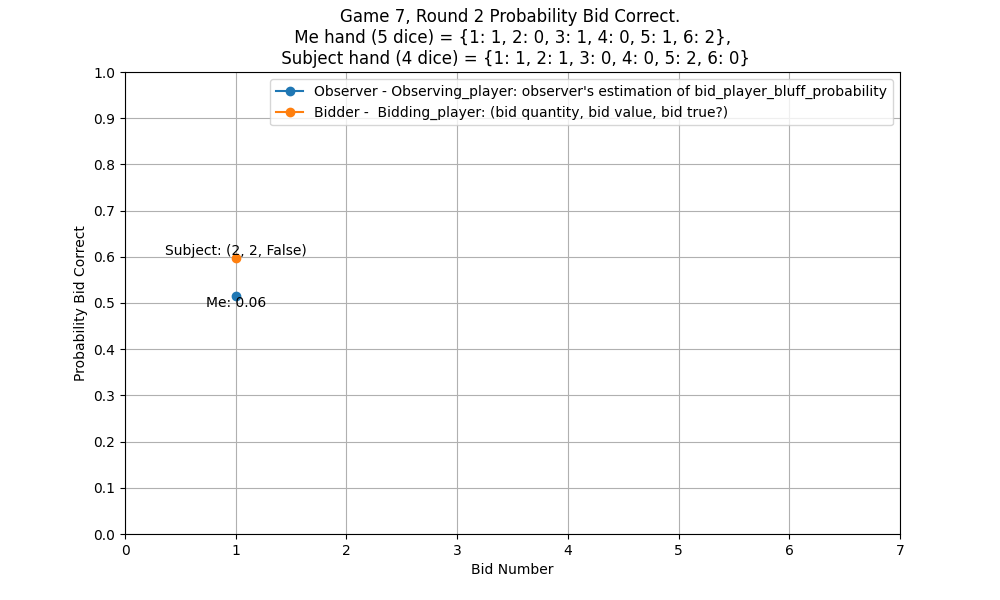 Game 7, Round 2 Probability Bid Correct.
Me hand (5 dice) = {1: 1, 2: 0, 3: 1, 4: 0, 5: 1, 6: 2},
Subject hand (4 dice) = {1: 1, 2: 1, 3: 0, 4: 0, 5: 2, 6: 0}
Observer - Observing_player: observer's estimation of bid_player_bluff_probability
Bidder -  Bidding_player: (bid quantity, bid value, bid true?)
Probability Bid Correct
1.0
0.9
0.8
0.7
0.6
0.5
0.4
0.3
0.2
0.1
0.0
Subject: (2, 2, False)
Me: 0.06
0 1 2 3 4 5 6 7
Bid Number